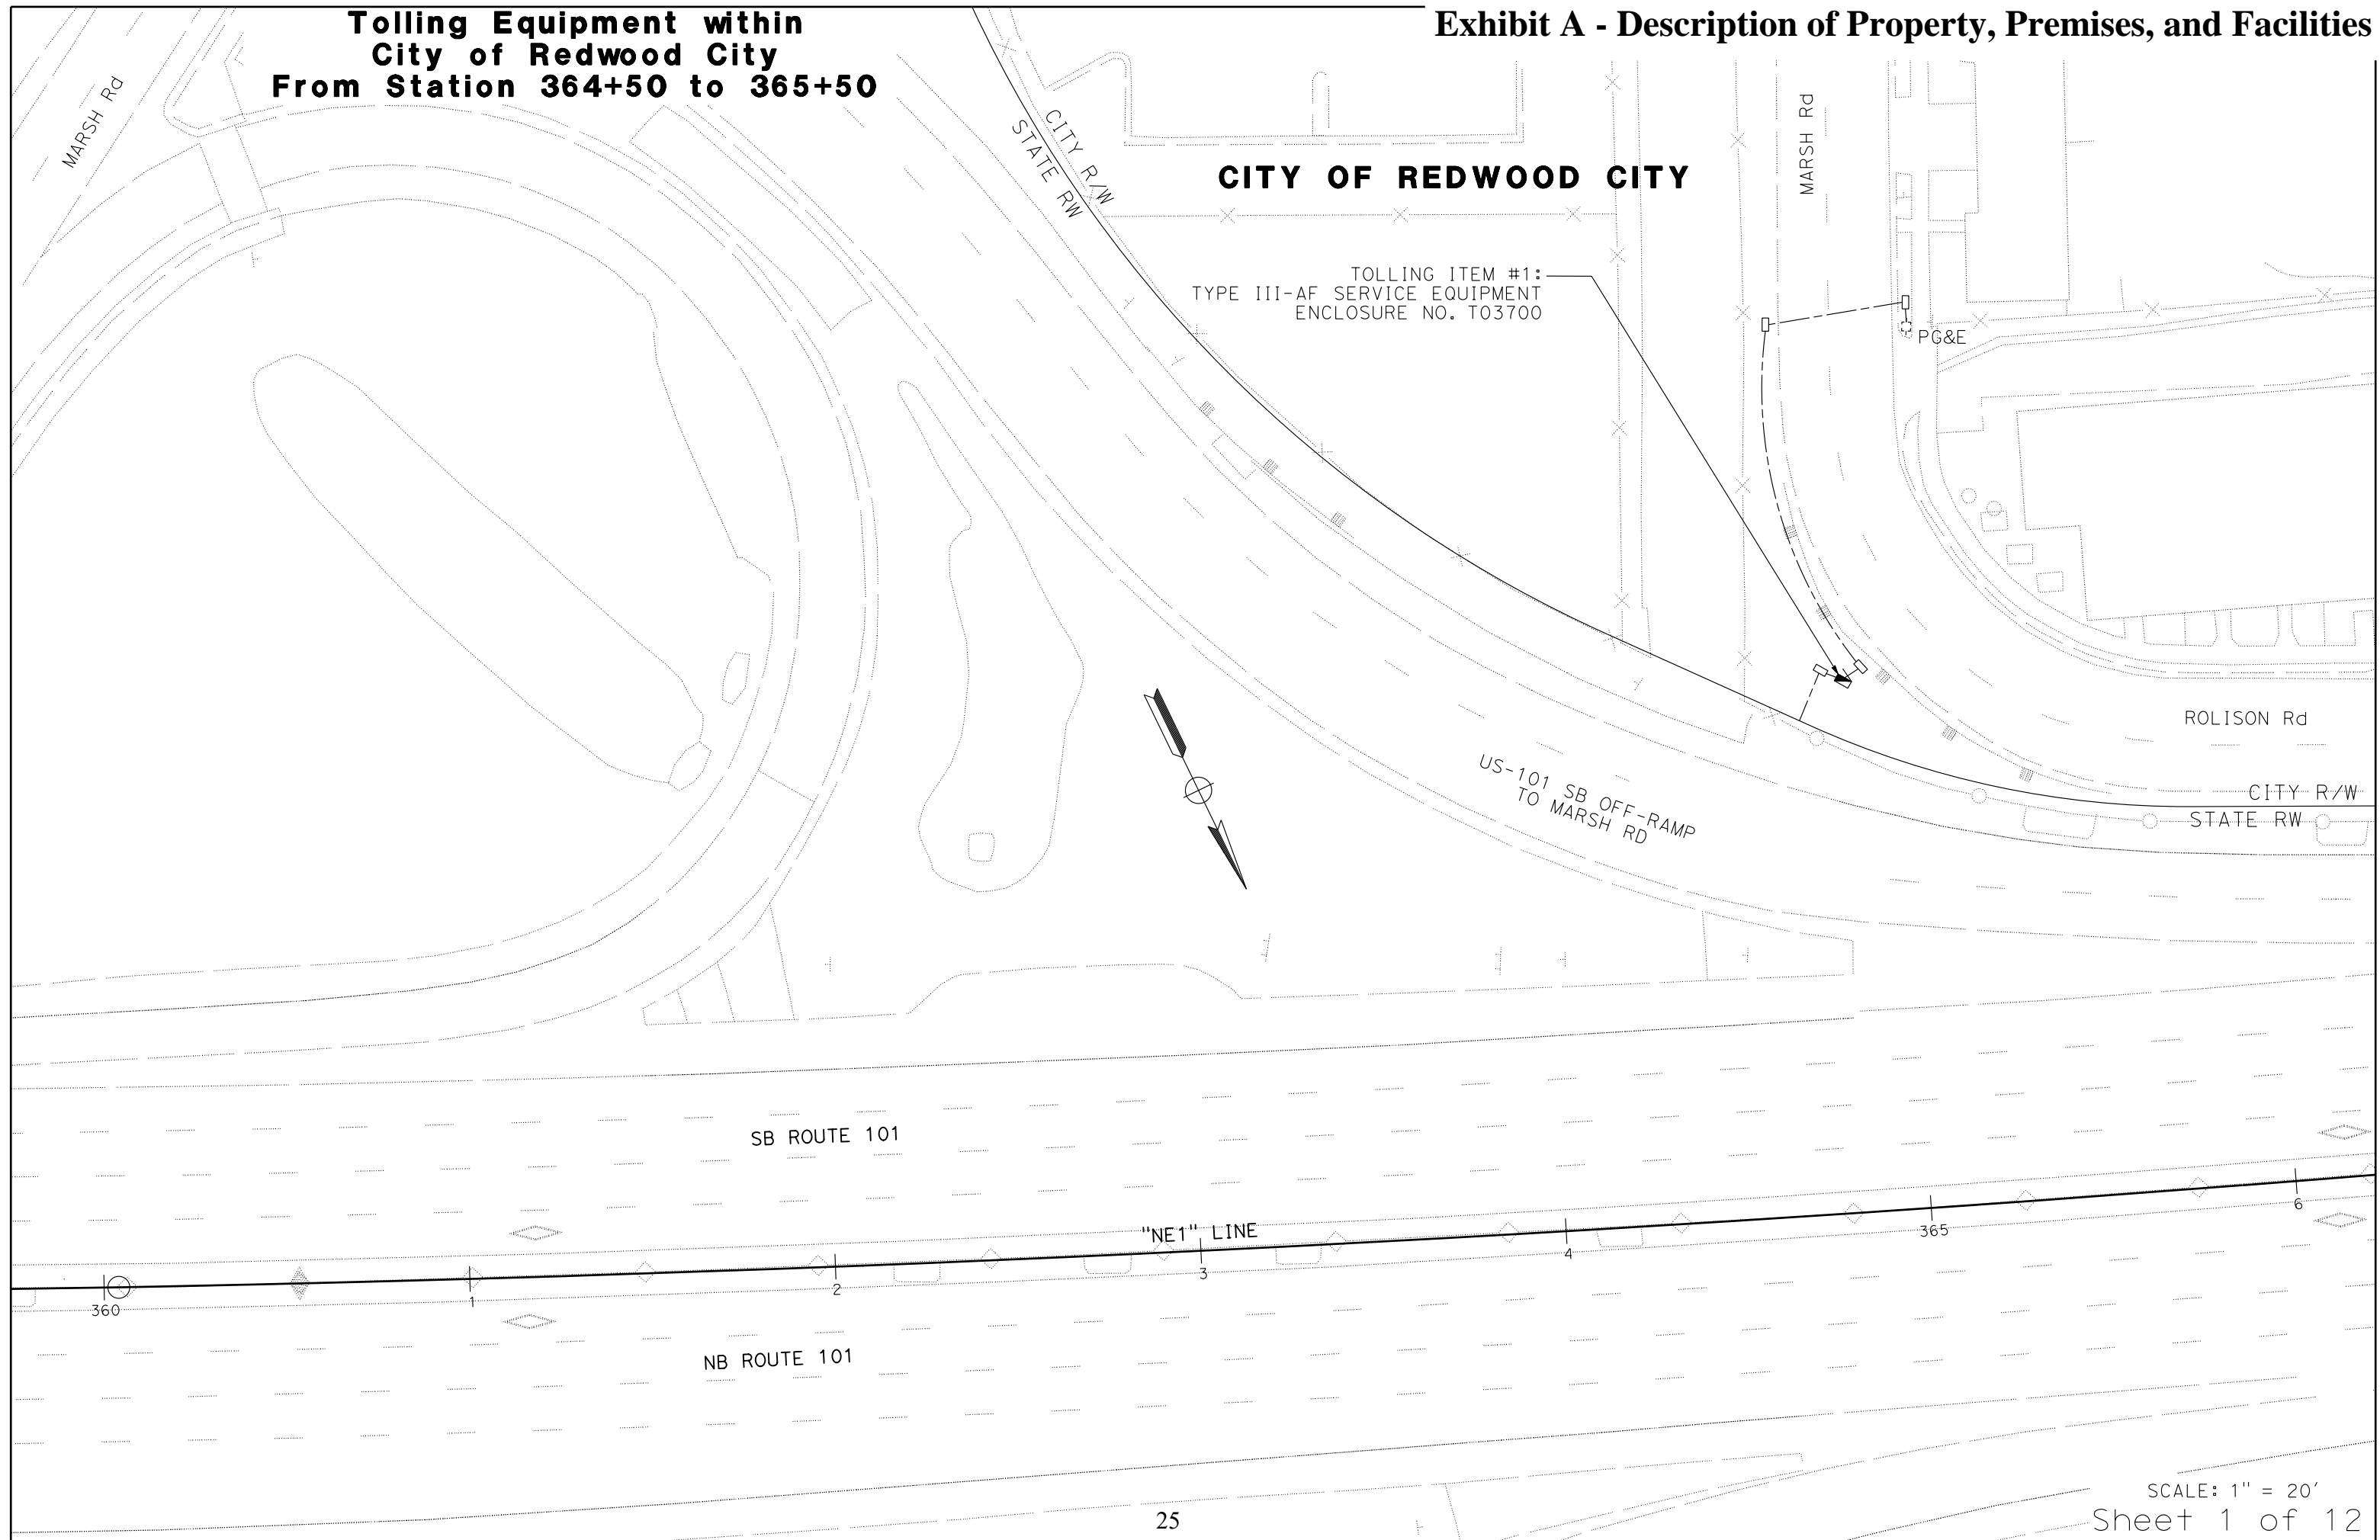 Tolling Equipment within
City of Redwood City
From Station 364+50 to 365+50
Exhibit A - Description of Property, Premises, and Facilities
MARSH Rd
CITY R/W
STATE RW
CITY OF REDWOOD CITY
MARSH Rd
TOLLING ITEM #1:
TYPE III-AF SERVICE EQUIPMENT
ENCLOSURE NO. T03700
PG&E
ROLISON Rd
US-101 SB OFF-RAMP
TO MARSH RD
CITY R/W
STATE RW
SB ROUTE 101
"NE1" LINE
360
1
2
3
4
365
6
NB ROUTE 101
SCALE: 1" = 20'
Sheet 1 of 12
25